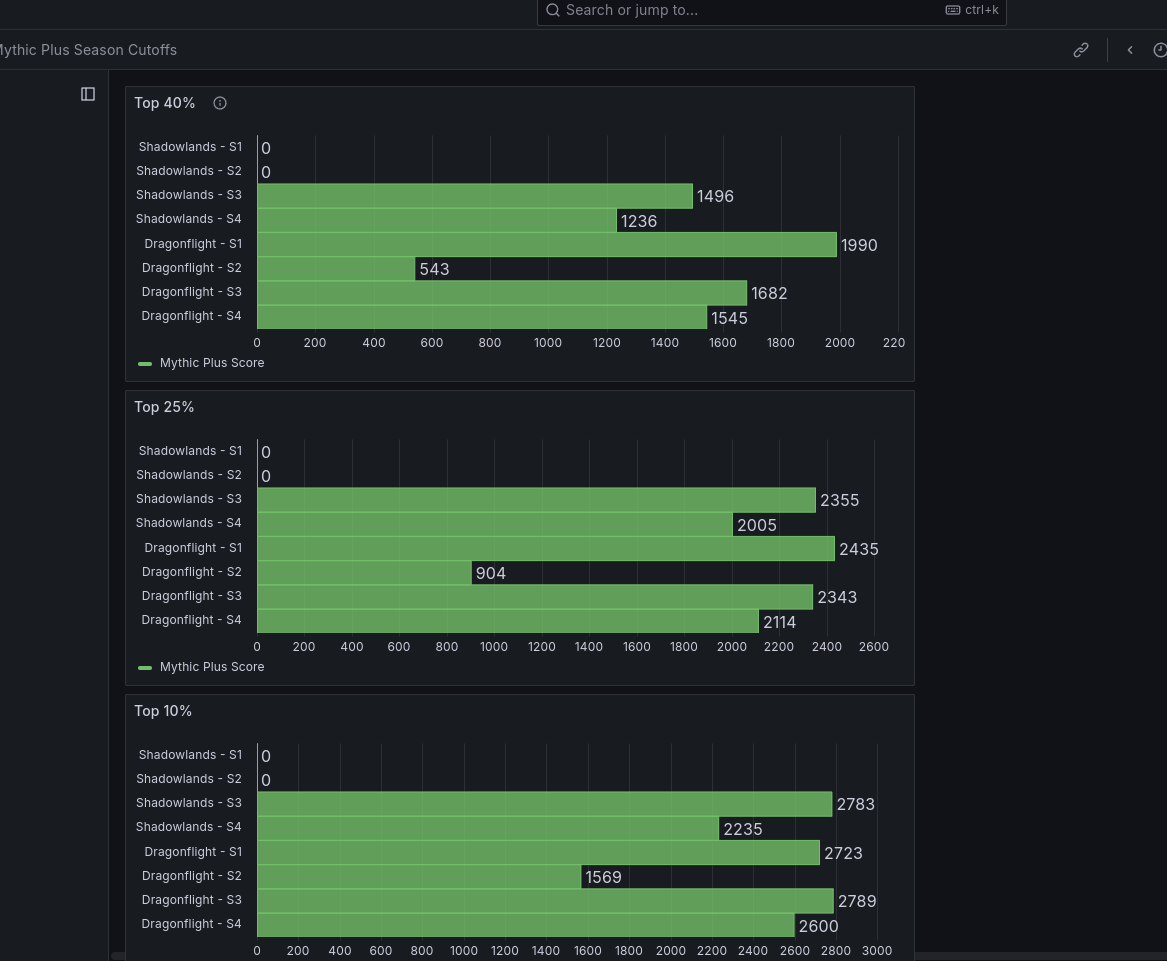 Search or jump to... ctrl+k
Mythic Plus Season Cutoffs
Top 40%
Shadowlands - S1 0
Shadowlands - S2 0
Shadowlands - S3 1496
Shadowlands - S4 1236
Dragonflight - S1 1990
Dragonflight - S2 543
Dragonflight - S3 1682
Dragonflight - S4 1545
0 200 400 600 800 1000 1200 1400 1600 1800 2000 220
Mythic Plus Score
Top 25%
Shadowlands - S1 0
Shadowlands - S2 0
Shadowlands - S3 2355
Shadowlands - S4 2005
Dragonflight - S1 2435
Dragonflight - S2 904
Dragonflight - S3 2343
Dragonflight - S4 2114
0 200 400 600 800 1000 1200 1400 1600 1800 2000 2200 2400 2600
Mythic Plus Score
Top 10%
Shadowlands - S1 0
Shadowlands - S2 0
Shadowlands - S3 2783
Shadowlands - S4 2235
Dragonflight - S1 2723
Dragonflight - S2 1569
Dragonflight - S3 2789
Dragonflight - S4 2600
0 200 400 600 800 1000 1200 1400 1600 1800 2000 2200 2400 2600 2800 3000